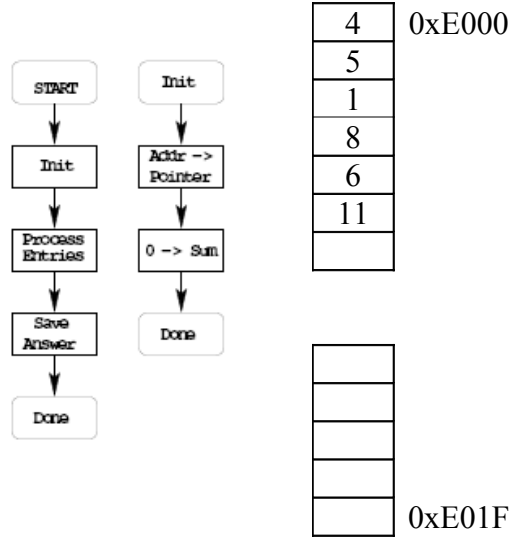 START
Init
Process
Entries
Save
Answer
Done
Init
Addr ->
Pointer
0 -> Sum
Done
4 0xE000
5
1
8
6
11
0xE01F